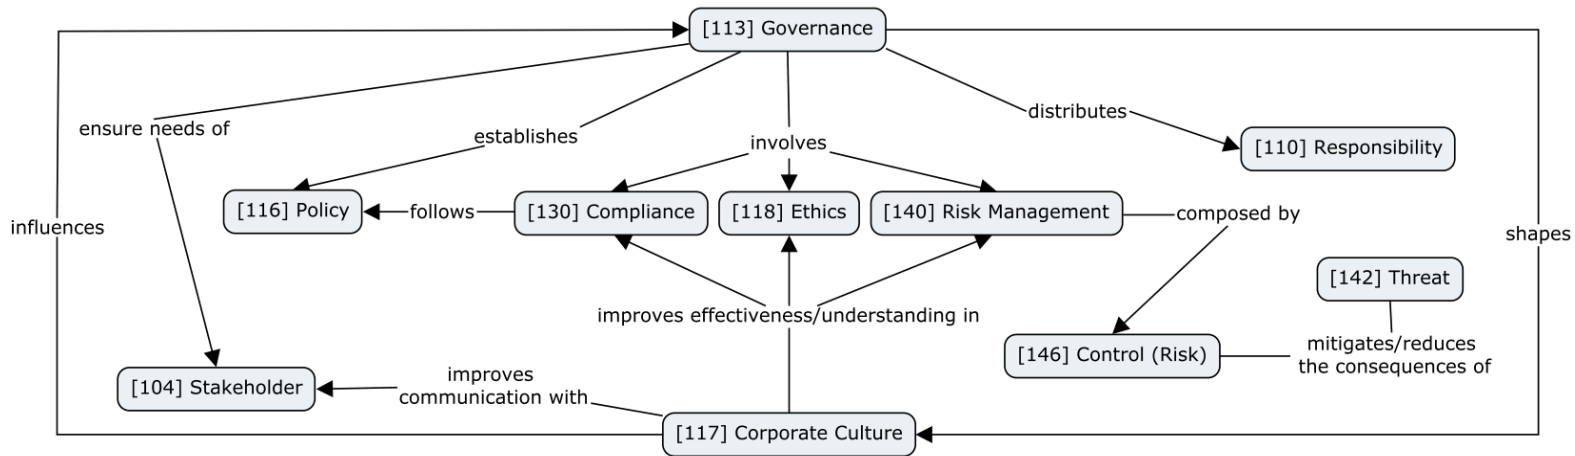 [113] Governance
distributes
ensure needs of
establishes
involves
[110] Responsibility
[116] Policy
follows
[130] Compliance
[118] Ethics
[140] Risk Management
composed by
influences
shapes
[142] Threat
improves effectiveness/understanding in
mitigates/reduces
the consequences of
[146] Control (Risk)
[104] Stakeholder
improves
communication with
[117] Corporate Culture